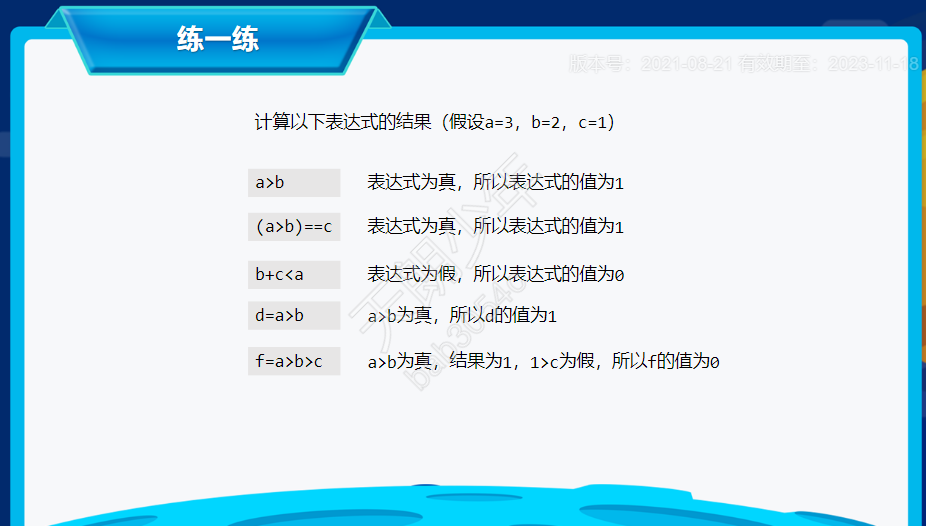 练一练
版本号：2021-08-21 有效期至：2028-11-18
计算以下表达式的结果（假设a=3，b=2，c=1）
a>b 表达式为真，所以表达式的值为1
(a>b)==c 表达式为真，所以表达式的值为1
b+c<a 表达式为假，所以表达式的值为0
d=a>b a>b为真，所以d的值为1
f=a>b>c a>b为真，结果为1，1>c为假，所以f的值为0